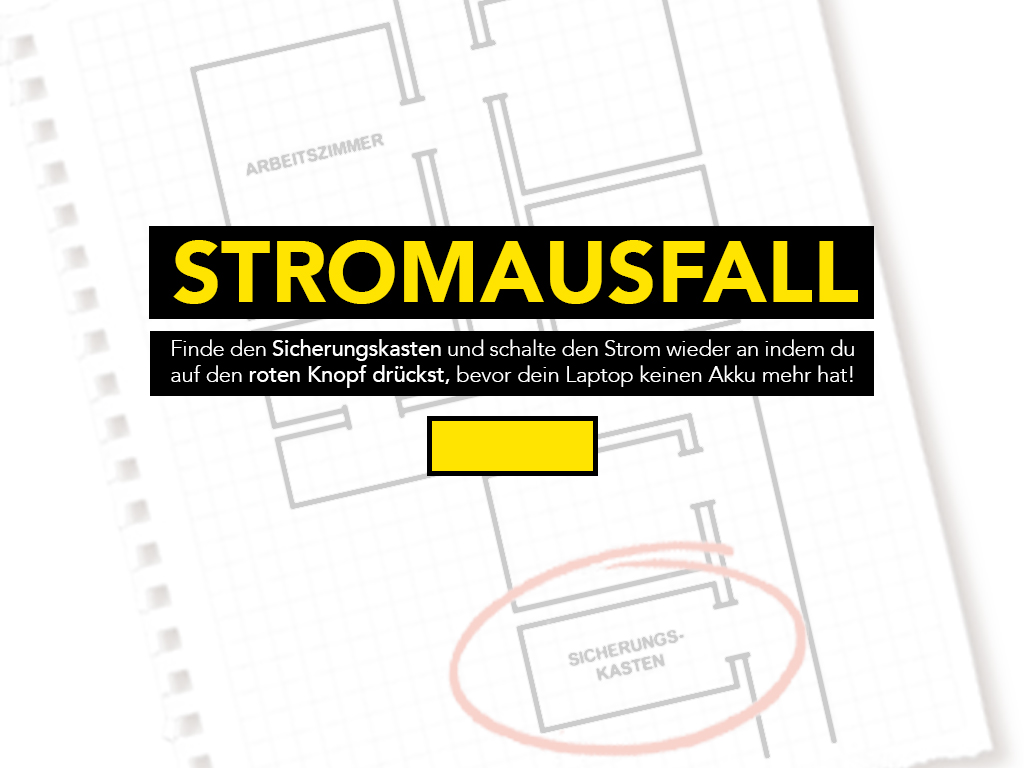 ARBEITSZIMMER
STROMAUSFALL
Finde den Sicherungskasten und schalte den Strom wieder an indem du
auf den roten Knopf drückst, bevor dein Laptop keinen Akku mehr hat!
SICHERUNGS-
KASTEN